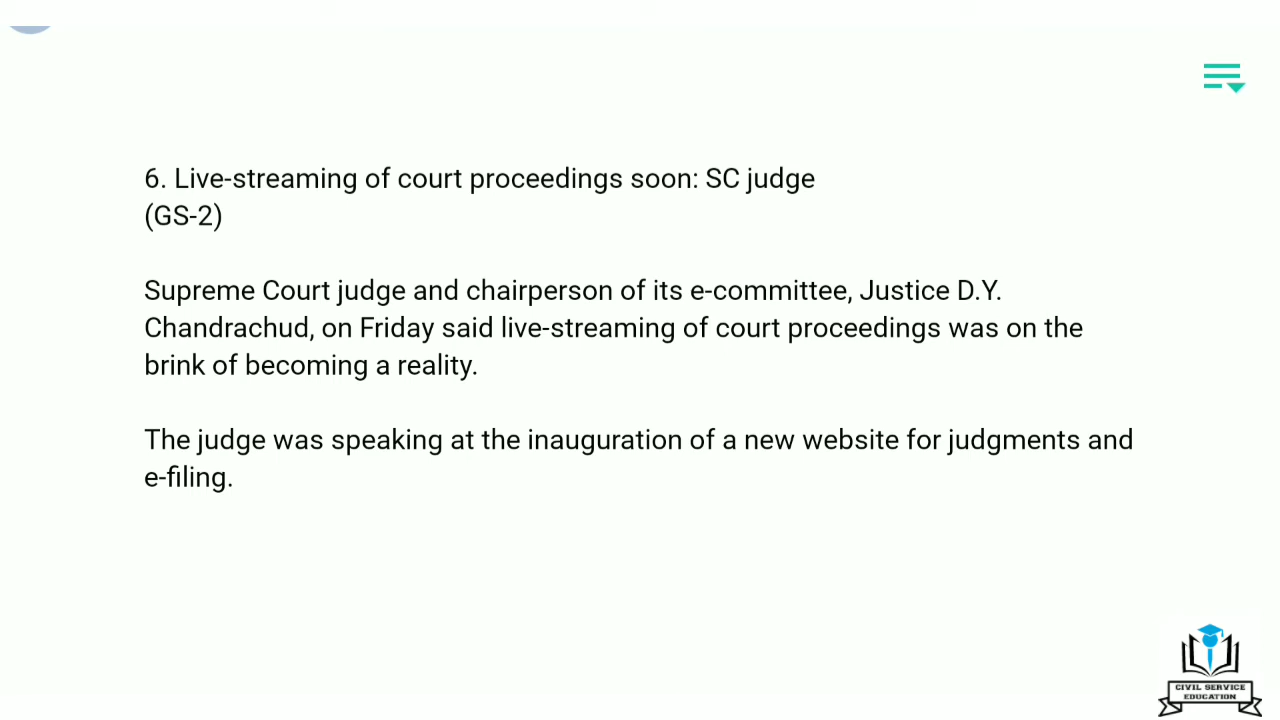 6. Live-streaming of court proceedings soon: SC judge
(GS-2)
Supreme Court judge and chairperson of its e-committee, Justice D.Y.
Chandrachud, on Friday said live-streaming of court proceedings was on the
brink of becoming a reality.
The judge was speaking at the inauguration of a new website for judgments and
e-filing.
CIVIL SERVICE
EDUCATION